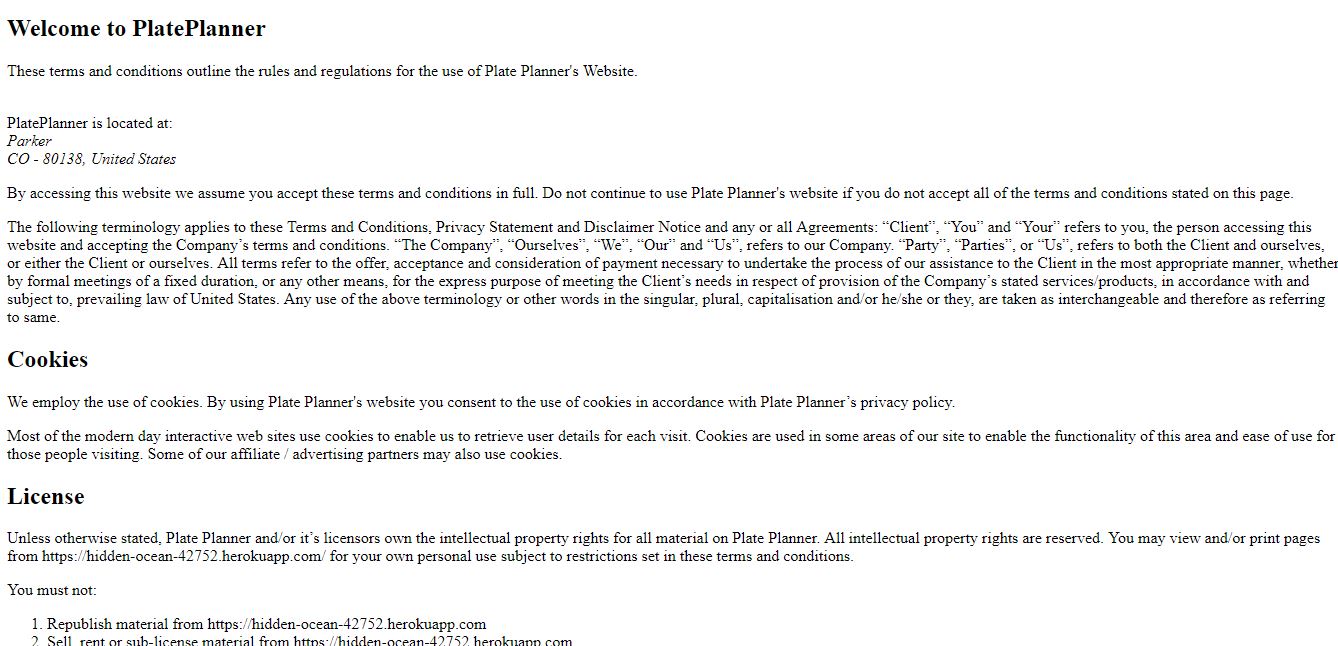 Welcome to PlatePlanner
These terms and conditions outline the rules and regulations for the use of Plate Planner's Website.
PlatePlanner is located at:
Parker
CO - 80138, United States
By accessing this website we assume you accept these terms and conditions in full. Do not continue to use Plate Planner's website if you do not accept all of the terms and conditions stated on this page.
The following terminology applies to these Terms and Conditions, Privacy Statement and Disclaimer Notice and any or all Agreements: “Client”, “You” and “Your” refers to you, the person accessing this
website and accepting the Company’s terms and conditions. “The Company”, “Ourselves”, “We”, “Our” and “Us”, refers to our Company. “Party”, “Parties”, or “Us”, refers to both the Client and ourselves,
or either the Client or ourselves. All terms refer to the offer, acceptance and consideration of payment necessary to undertake the process of our assistance to the Client in the most appropriate manner, whether
by formal meetings of a fixed duration, or any other means, for the express purpose of meeting the Client’s needs in respect of provision of the Company’s stated services/products, in accordance with and
subject to, prevailing law of United States. Any use of the above terminology or other words in the singular, plural, capitalisation and/or he/she or they, are taken as interchangeable and therefore as referring
to same.
Cookies
We employ the use of cookies. By using Plate Planner's website you consent to the use of cookies in accordance with Plate Planner’s privacy policy.
Most of the modern day interactive web sites use cookies to enable us to retrieve user details for each visit. Cookies are used in some areas of our site to enable the functionality of this area and ease of use for
those people visiting. Some of our affiliate / advertising partners may also use cookies.
License
Unless otherwise stated, Plate Planner and/or it’s licensors own the intellectual property rights for all material on Plate Planner. All intellectual property rights are reserved. You may view and/or print pages
from https://hidden-ocean-42752.herokuapp.com/ for your own personal use subject to restrictions set in these terms and conditions.
You must not:
1. Republish material from https://hidden-ocean-42752.herokuapp.com
2. Sell, rent or sub-license material from https://hidden-ocean-42752.herokuapp.com